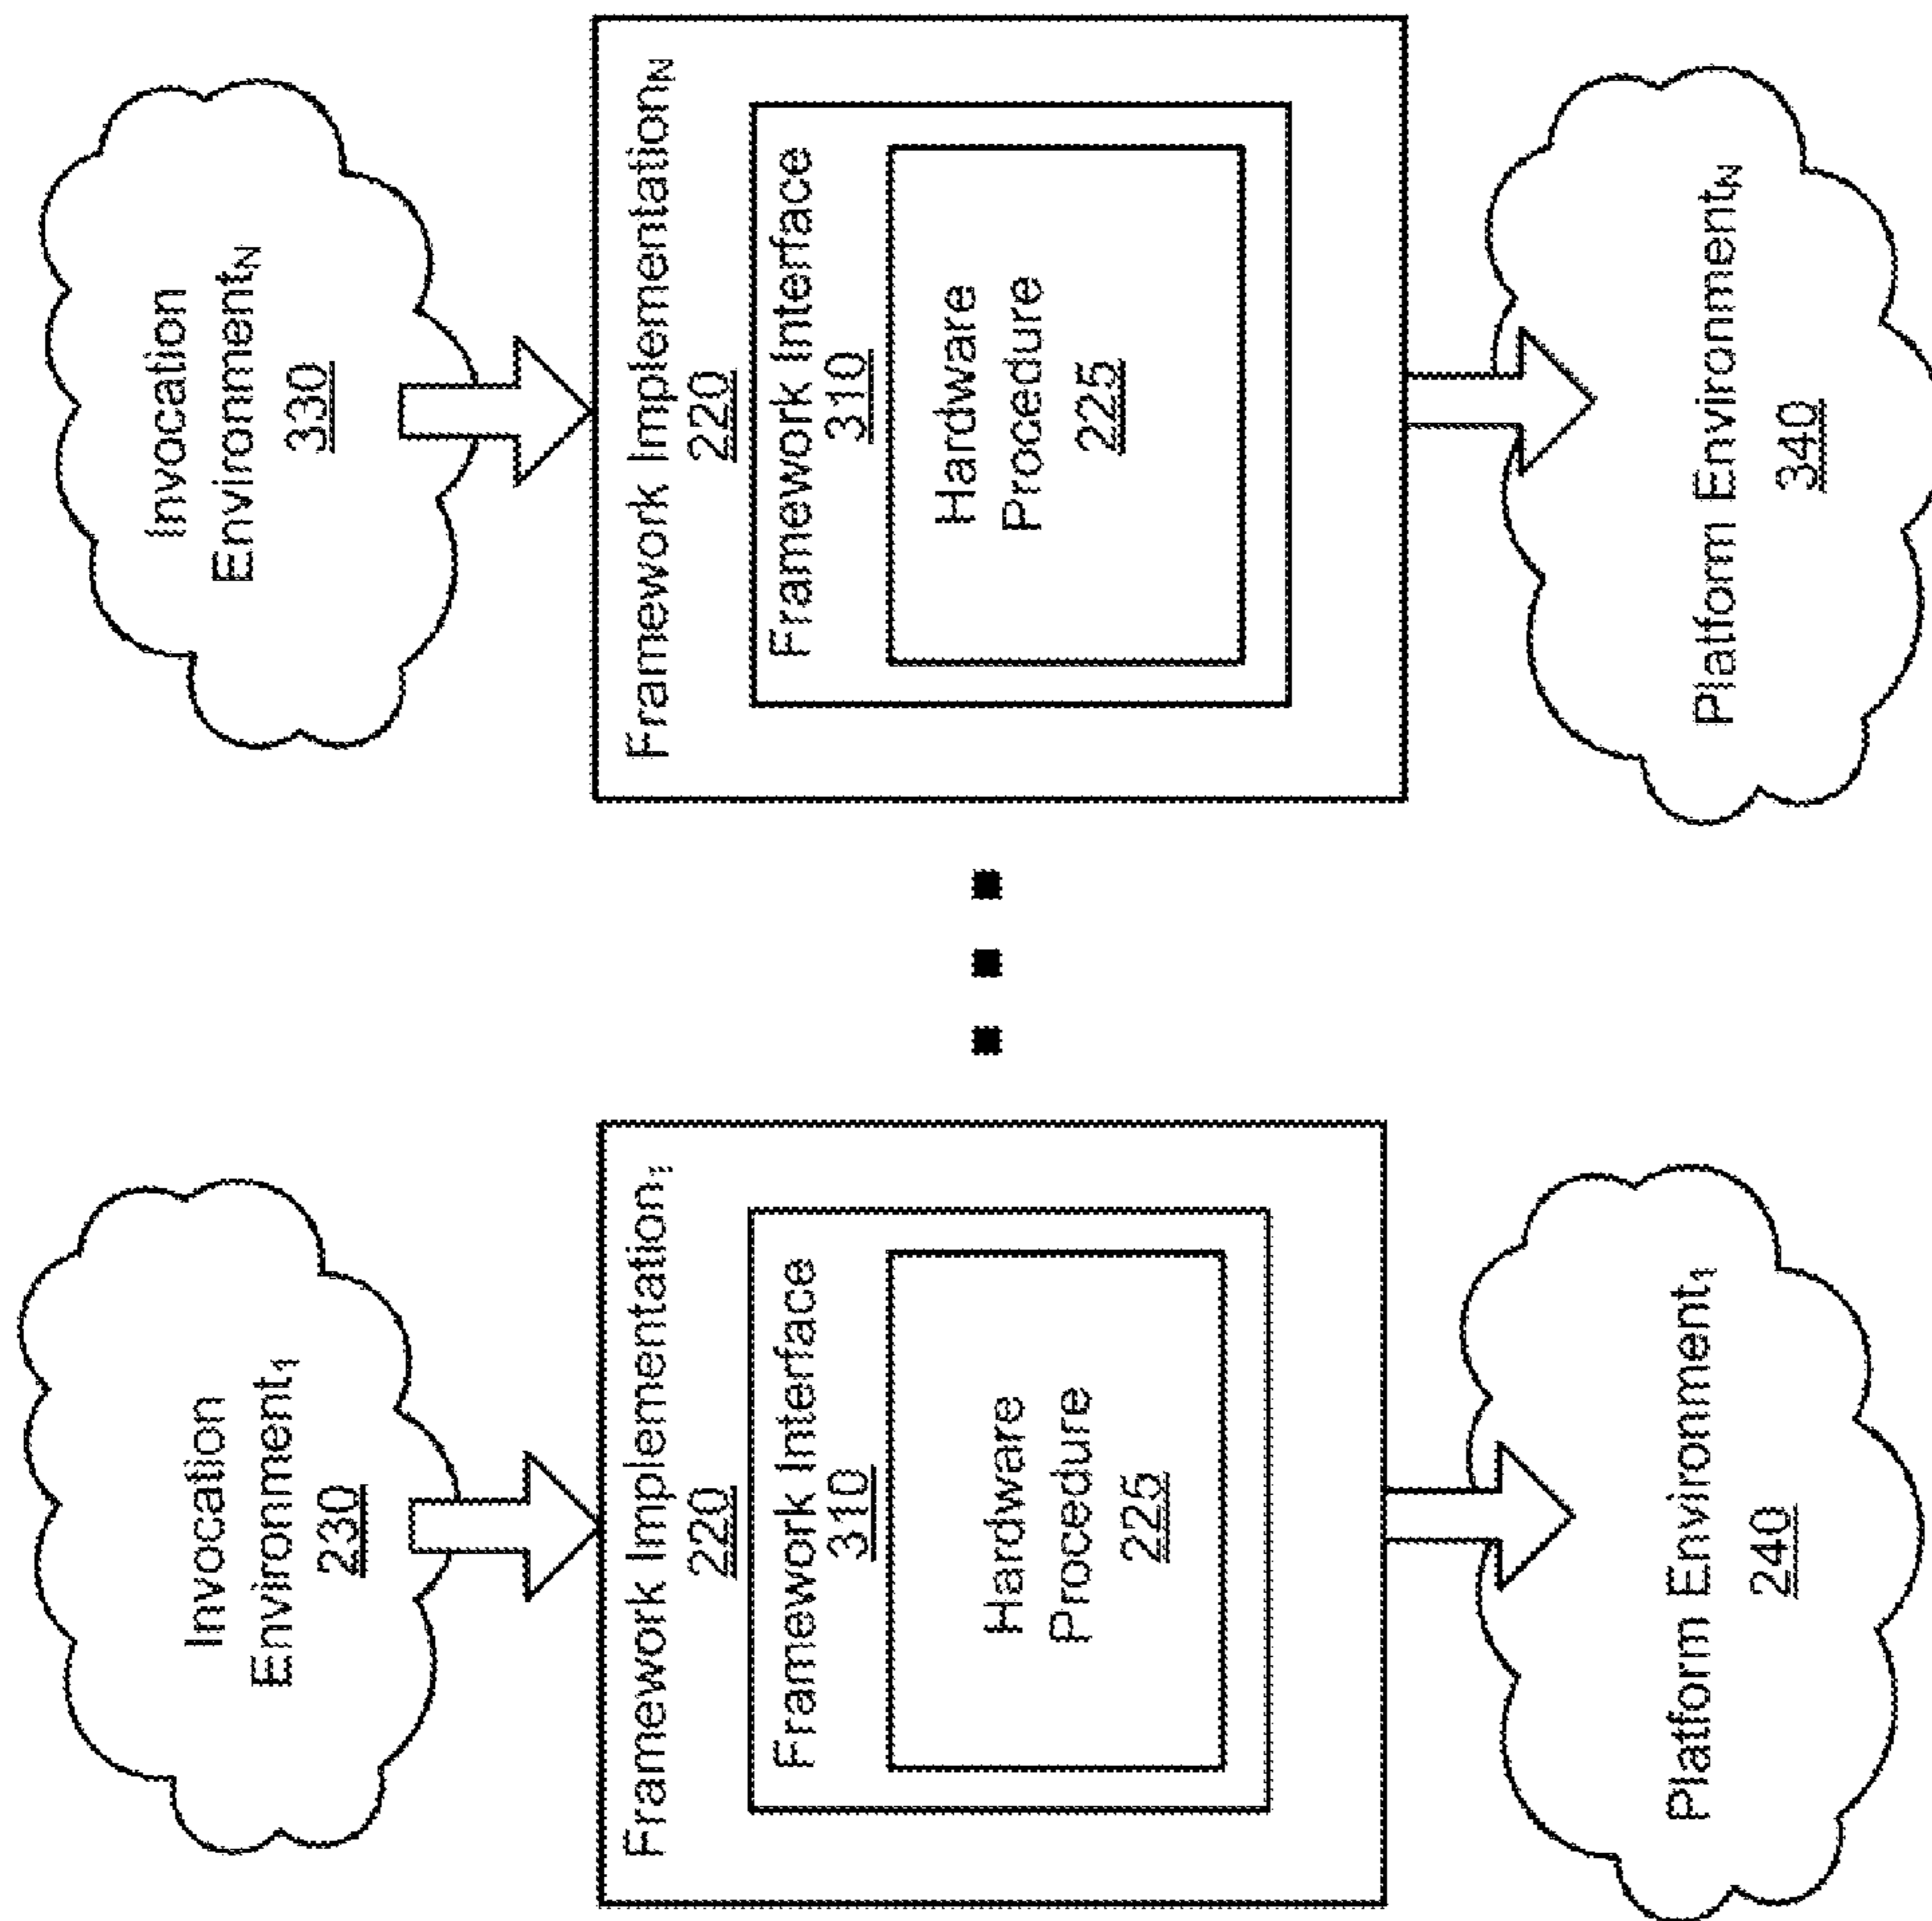 Invocation
Environment₁
230
Framework Implementation₁
220
Framework Interface
310
Hardware
Procedure
225
Platform Environment₁
240
Invocation
Environmentₙ
330
Framework Implementationₙ
220
Framework Interface
310
Hardware
Procedure
225
Platform Environmentₙ
340